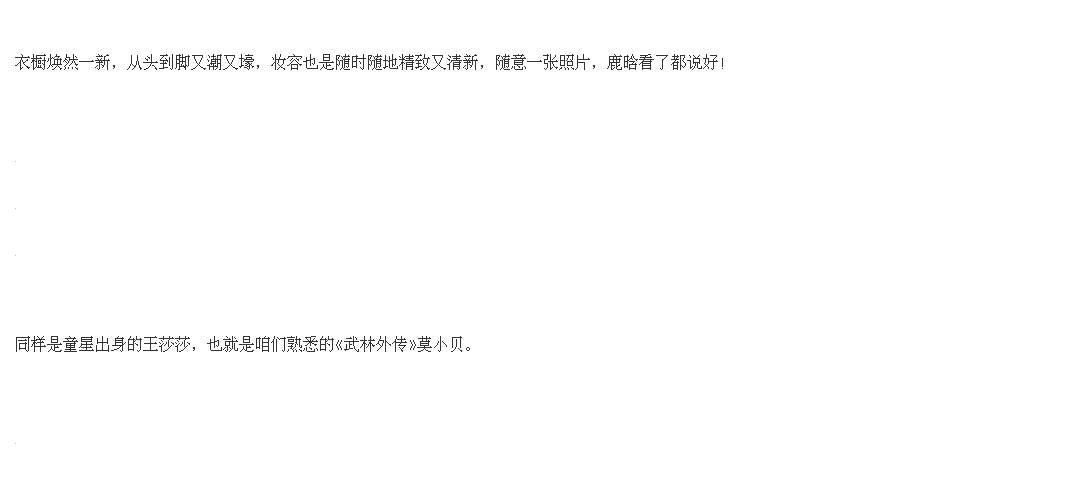 衣橱焕然一新，从头到脚又潮又壕，妆容也是随时随地精致又清新，随意一张照片，鹿晗看了都说好！
同样是童星出身的王莎莎，也就是咱们熟悉的«武林外传»莫小贝。